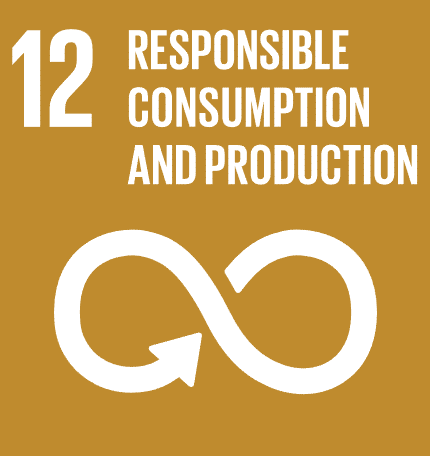 12 RESPONSIBLE
CONSUMPTION
AND PRODUCTION